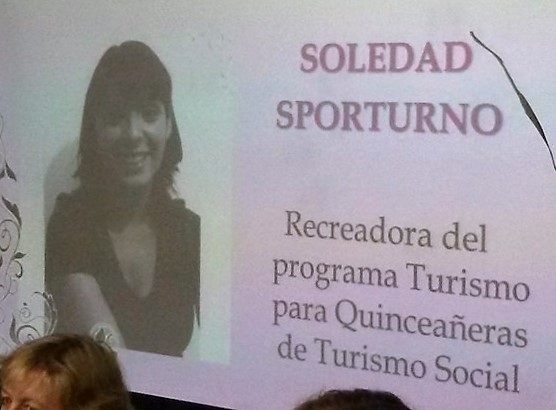 SOLEDAD
SPORTURNO
Recreadora del
programa Turismo
para Quinceañeras
de Turismo Social